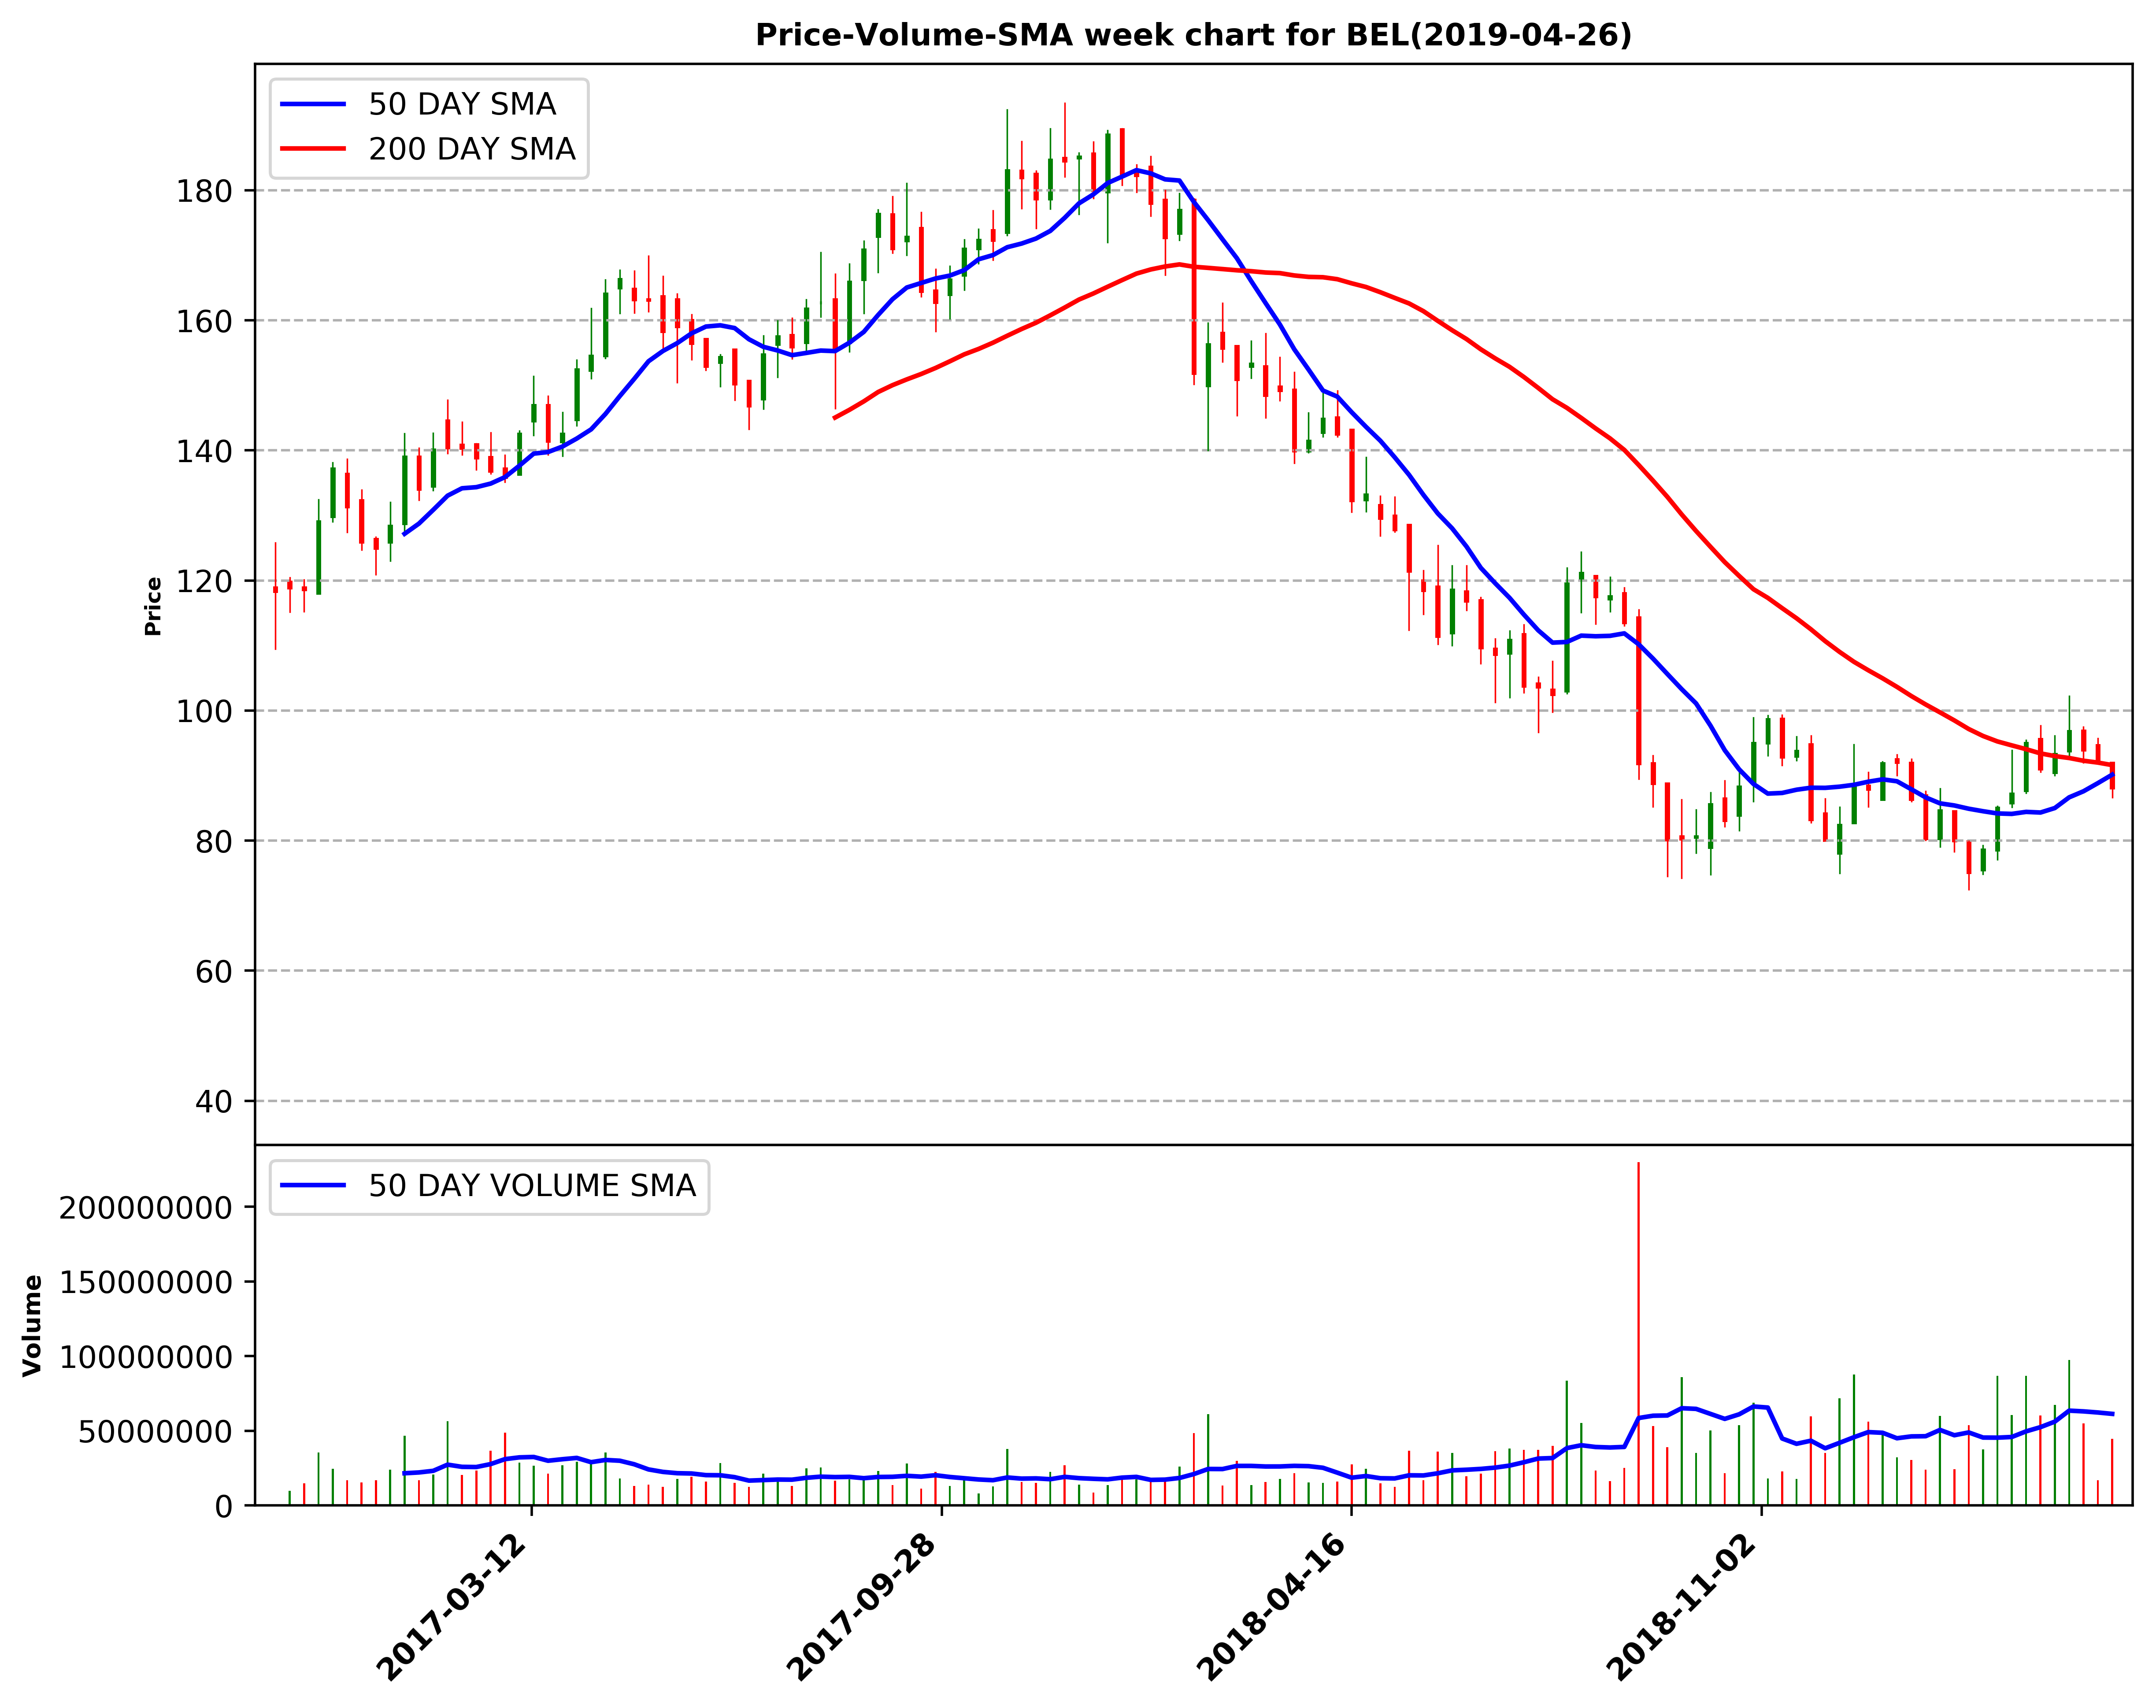 Price-Volume-SMA week chart for BEL(2019-04-26)
50 DAY SMA
200 DAY SMA
180
160
140
120
100
80
60
40
Price
50 DAY VOLUME SMA
200000000
150000000
100000000
50000000
0
Volume
2017-03-12
2017-09-28
2018-04-16
2018-11-02